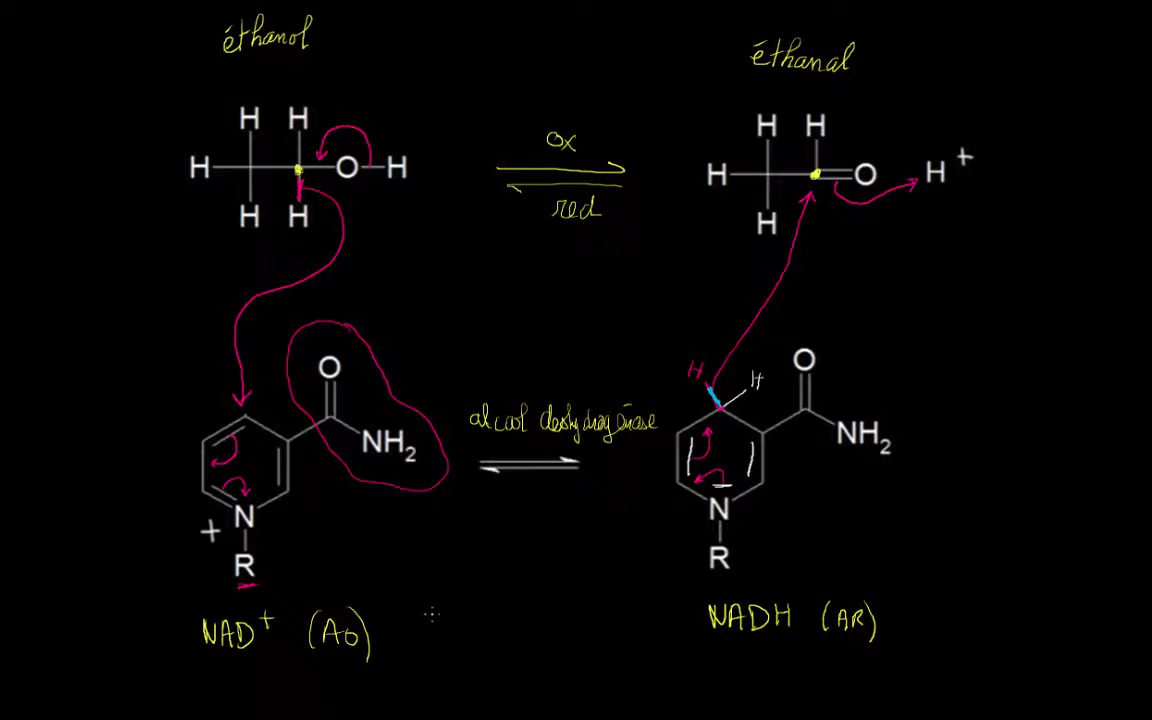 éthanol
éthanal
H H
H O H
H H
ox
red
H H
H O H+
H
O
NH2
N
+
R
NAD+ (AO)
alcool deshydrogénase
H H
O
NH2
N
R
NADH (AR)